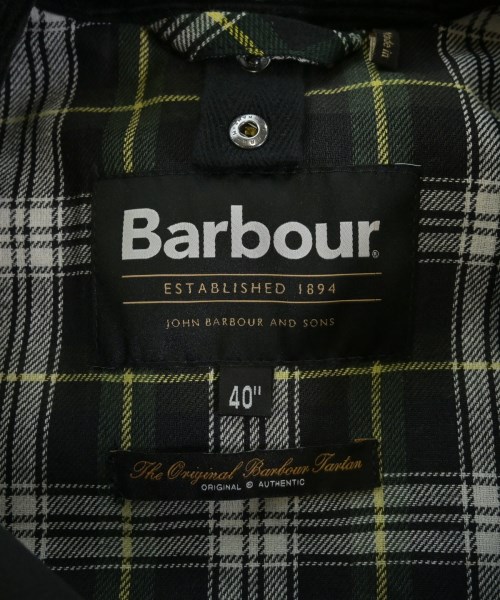 Barbour®
ESTABLISHED 1894
JOHN BARBOUR AND SONS
40"
The Original Barbour Tartan
ORIGINAL © AUTHENTIC